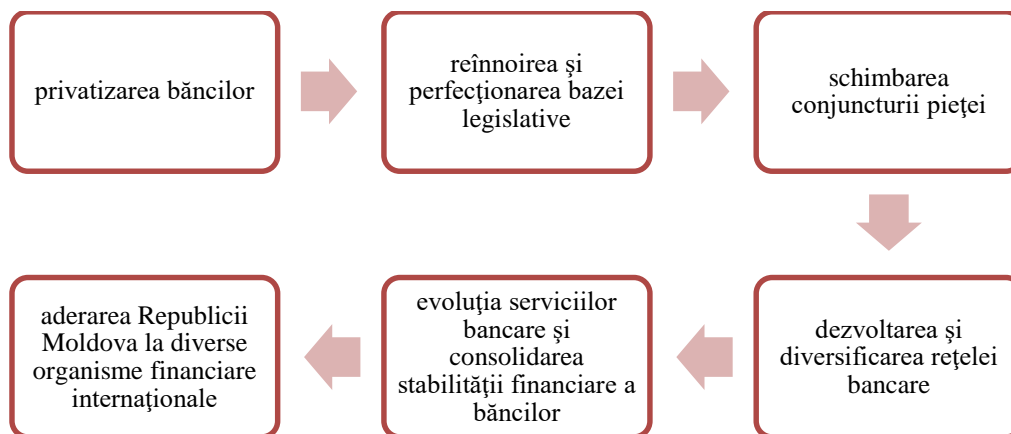 privatizarea băncilor
reînnoirea şi
perfecţionarea bazei
legislative
schimbarea
conjuncturii pieţei
dezvoltarea şi
diversificarea reţelei
bancare
evoluţia serviciilor
bancare şi
consolidarea
stabilităţii financiare a
băncilor
aderarea Republicii
Moldova la diverse
organisme financiare
internaţionale